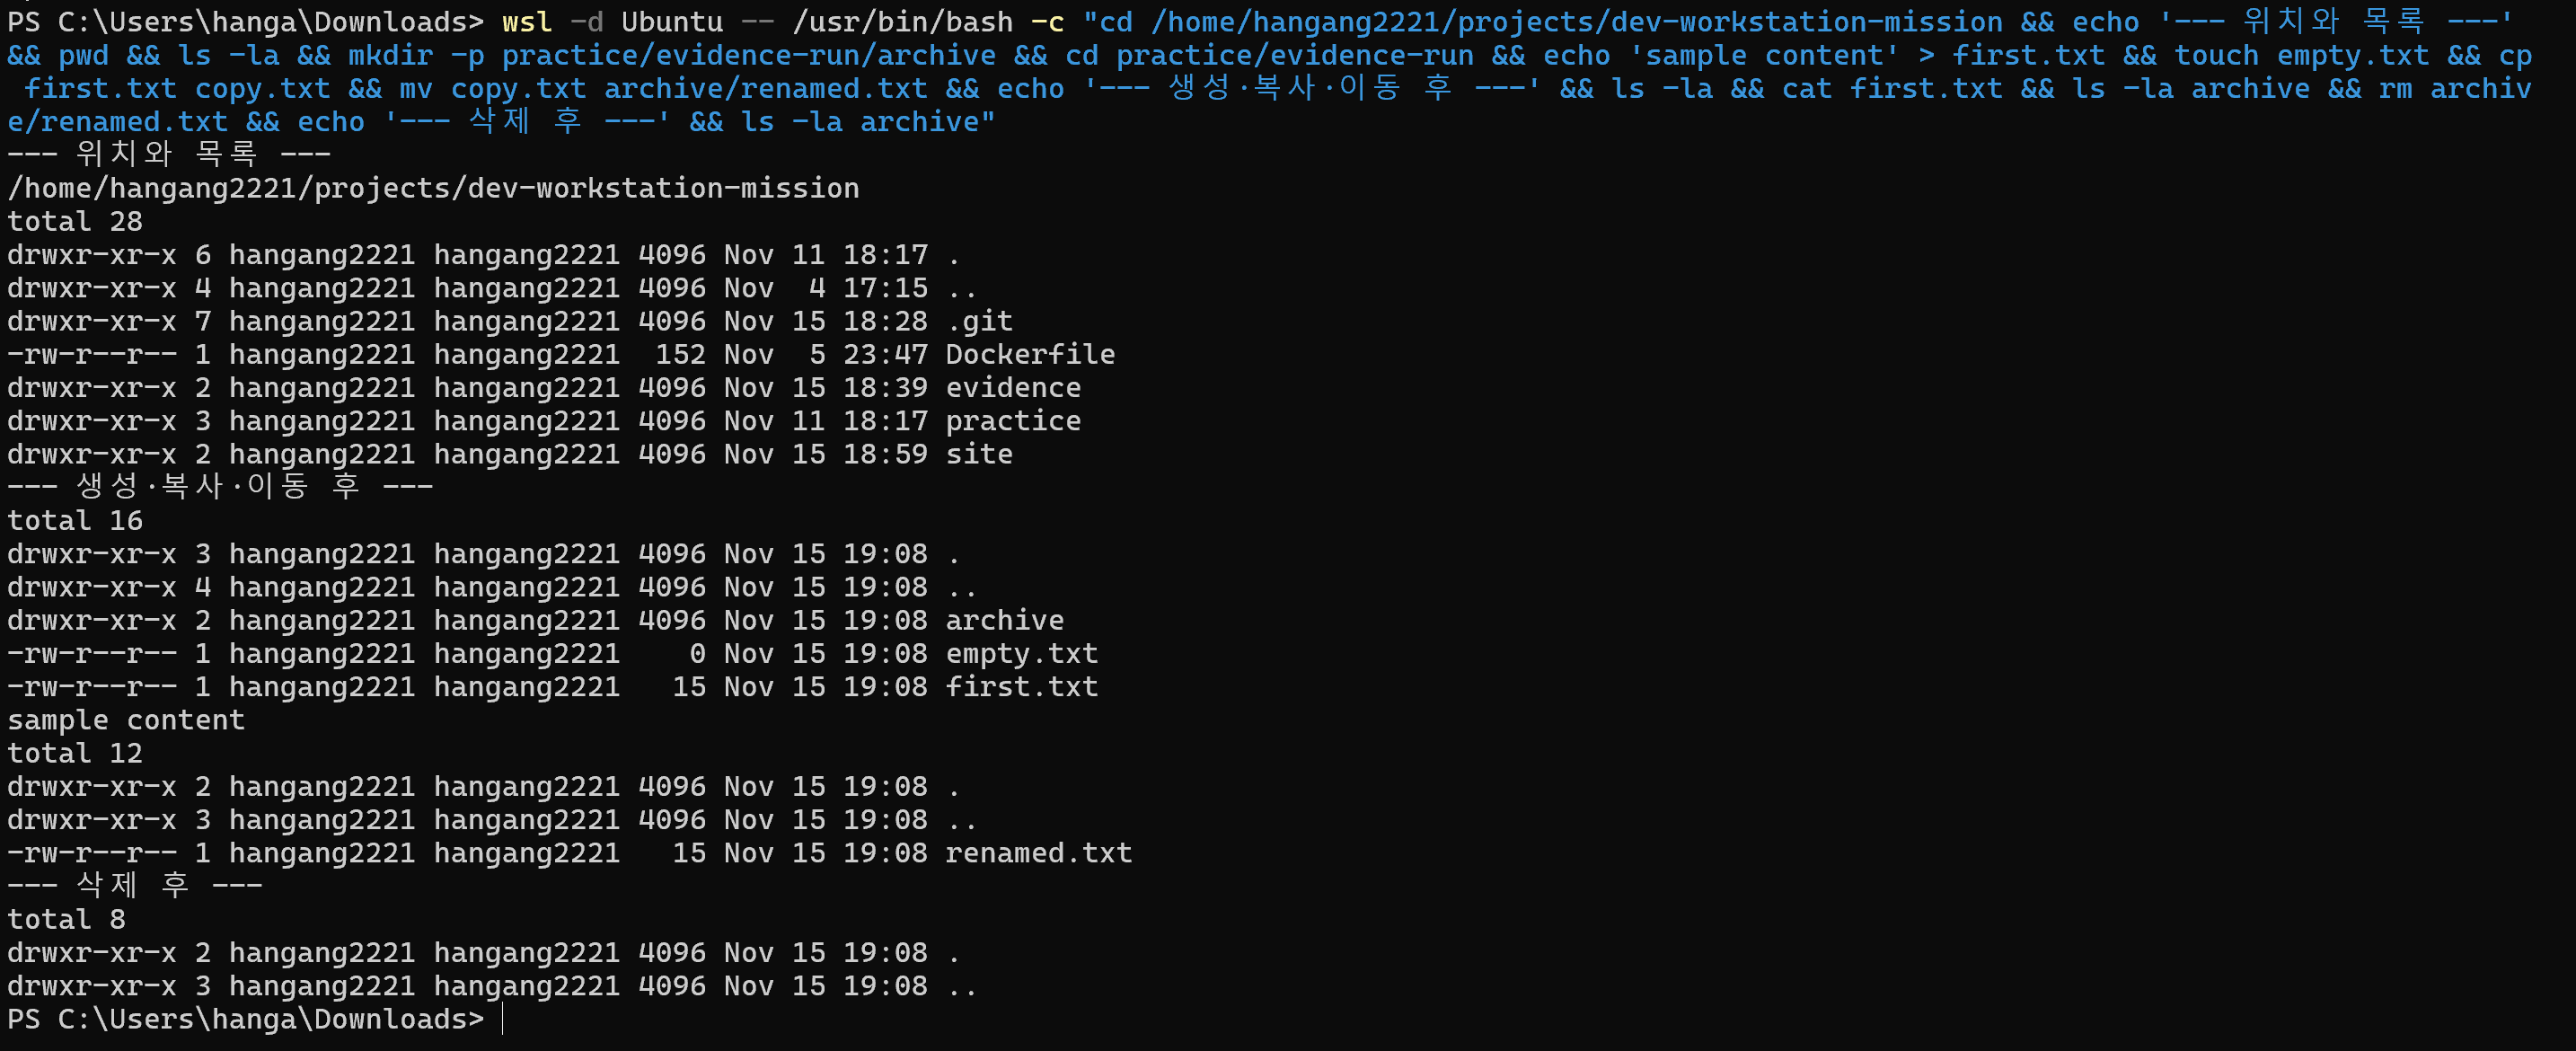 PS C:\Users\hanga\Downloads> wsl -d Ubuntu -- /usr/bin/bash -c "cd /home/hangang2221/projects/dev-workstation-mission && echo '--- 위치와 목록 ---'
&& pwd && ls -la && mkdir -p practice/evidence-run/archive && cd practice/evidence-run && echo 'sample content' > first.txt && touch empty.txt && cp
 first.txt copy.txt && mv copy.txt archive/renamed.txt && echo '--- 생성·복사·이동 후 ---' && ls -la && cat first.txt && ls -la archive && rm archiv
e/renamed.txt && echo '--- 삭제 후 ---' && ls -la archive"
--- 위치와 목록 ---
/home/hangang2221/projects/dev-workstation-mission
total 28
drwxr-xr-x 6 hangang2221 hangang2221 4096 Nov 11 18:17 .
drwxr-xr-x 4 hangang2221 hangang2221 4096 Nov  4 17:15 ..
drwxr-xr-x 7 hangang2221 hangang2221 4096 Nov 15 18:28 .git
-rw-r--r-- 1 hangang2221 hangang2221  152 Nov  5 23:47 Dockerfile
drwxr-xr-x 2 hangang2221 hangang2221 4096 Nov 15 18:39 evidence
drwxr-xr-x 3 hangang2221 hangang2221 4096 Nov 11 18:17 practice
drwxr-xr-x 2 hangang2221 hangang2221 4096 Nov 15 18:59 site
--- 생성·복사·이동 후 ---
total 16
drwxr-xr-x 3 hangang2221 hangang2221 4096 Nov 15 19:08 .
drwxr-xr-x 4 hangang2221 hangang2221 4096 Nov 15 19:08 ..
drwxr-xr-x 2 hangang2221 hangang2221 4096 Nov 15 19:08 archive
-rw-r--r-- 1 hangang2221 hangang2221    0 Nov 15 19:08 empty.txt
-rw-r--r-- 1 hangang2221 hangang2221   15 Nov 15 19:08 first.txt
sample content
total 12
drwxr-xr-x 2 hangang2221 hangang2221 4096 Nov 15 19:08 .
drwxr-xr-x 3 hangang2221 hangang2221 4096 Nov 15 19:08 ..
-rw-r--r-- 1 hangang2221 hangang2221   15 Nov 15 19:08 renamed.txt
--- 삭제 후 ---
total 8
drwxr-xr-x 2 hangang2221 hangang2221 4096 Nov 15 19:08 .
drwxr-xr-x 3 hangang2221 hangang2221 4096 Nov 15 19:08 ..
PS C:\Users\hanga\Downloads>